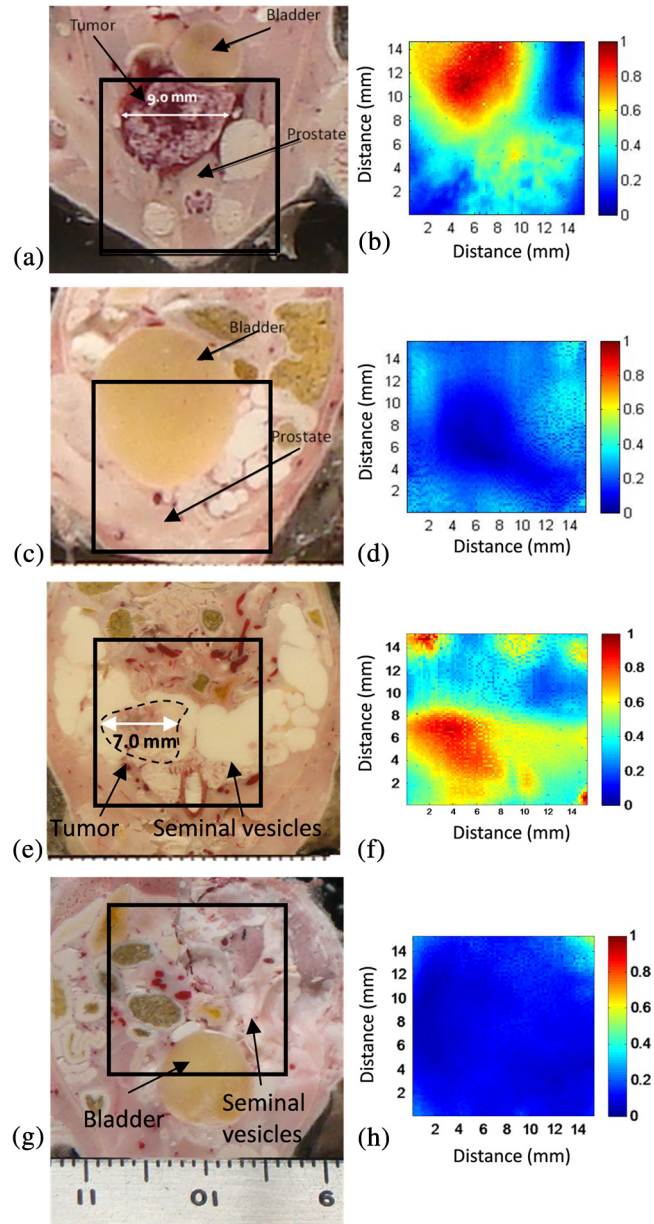 Tumor
Bladder
9.0 mm
Prostate
(a)
Distance (mm)
14
12
10
8
6
4
2
2 4 6 8 10 12 14
Distance (mm)
1
0.8
0.6
0.4
0.2
0
(b)
Bladder
Prostate
(c)
Distance (mm)
14
12
10
8
6
4
2
2 4 6 8 10 12 14
Distance (mm)
1
0.8
0.6
0.4
0.2
0
(d)
7.0 mm
Tumor
Seminal vesicles
(e)
Distance (mm)
14
12
10
8
6
4
2
2 4 6 8 10 12 14
Distance (mm)
1
0.8
0.6
0.4
0.2
0
(f)
Bladder
Seminal
vesicles
(g)
11 10 9
Distance (mm)
14
12
10
8
6
4
2
2 4 6 8 10 12 14
Distance (mm)
1
0.8
0.6
0.4
0.2
0
(h)